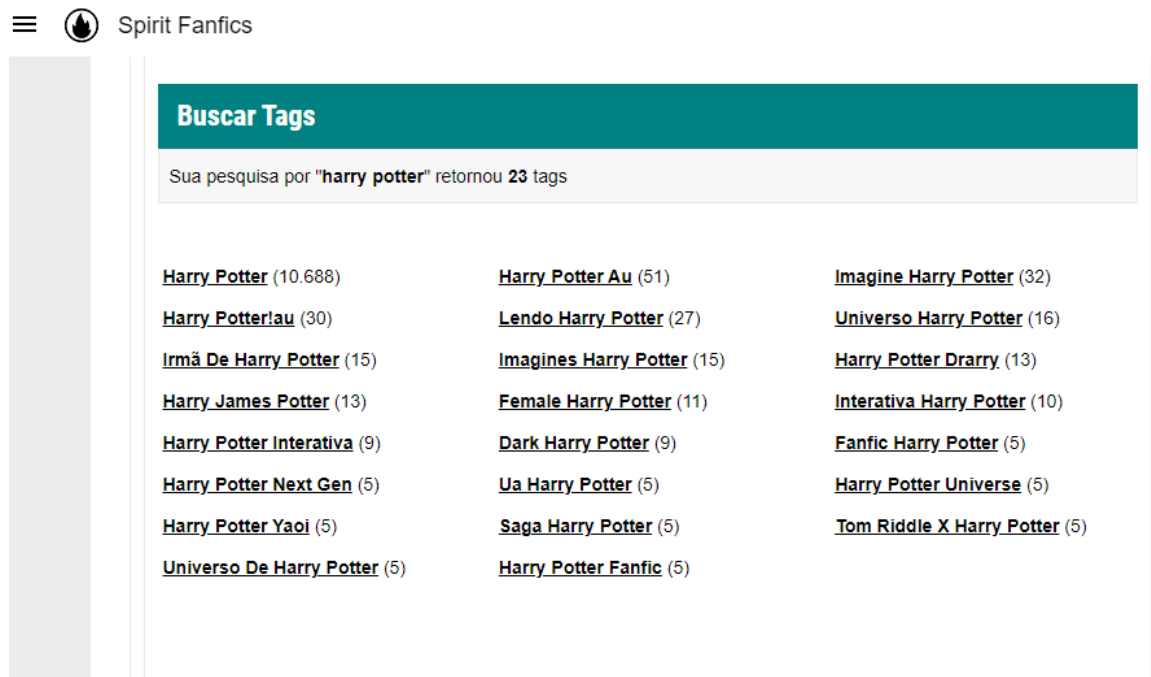 Spirit Fanfics
Buscar Tags
Sua pesquisa por "harry potter" retornou 23 tags
Harry Potter (10.688) Harry Potter Au (51) Imagine Harry Potter (32)
Harry Potter!au (30) Lendo Harry Potter (27) Universo Harry Potter (16)
Irmã De Harry Potter (15) Imagines Harry Potter (15) Harry Potter Drarry (13)
Harry James Potter (13) Female Harry Potter (11) Interativa Harry Potter (10)
Harry Potter Interativa (9) Dark Harry Potter (9) Fanfic Harry Potter (5)
Harry Potter Next Gen (5) Ua Harry Potter (5) Harry Potter Universe (5)
Harry Potter Yaoi (5) Saga Harry Potter (5) Tom Riddle X Harry Potter (5)
Universo De Harry Potter (5) Harry Potter Fanfic (5)